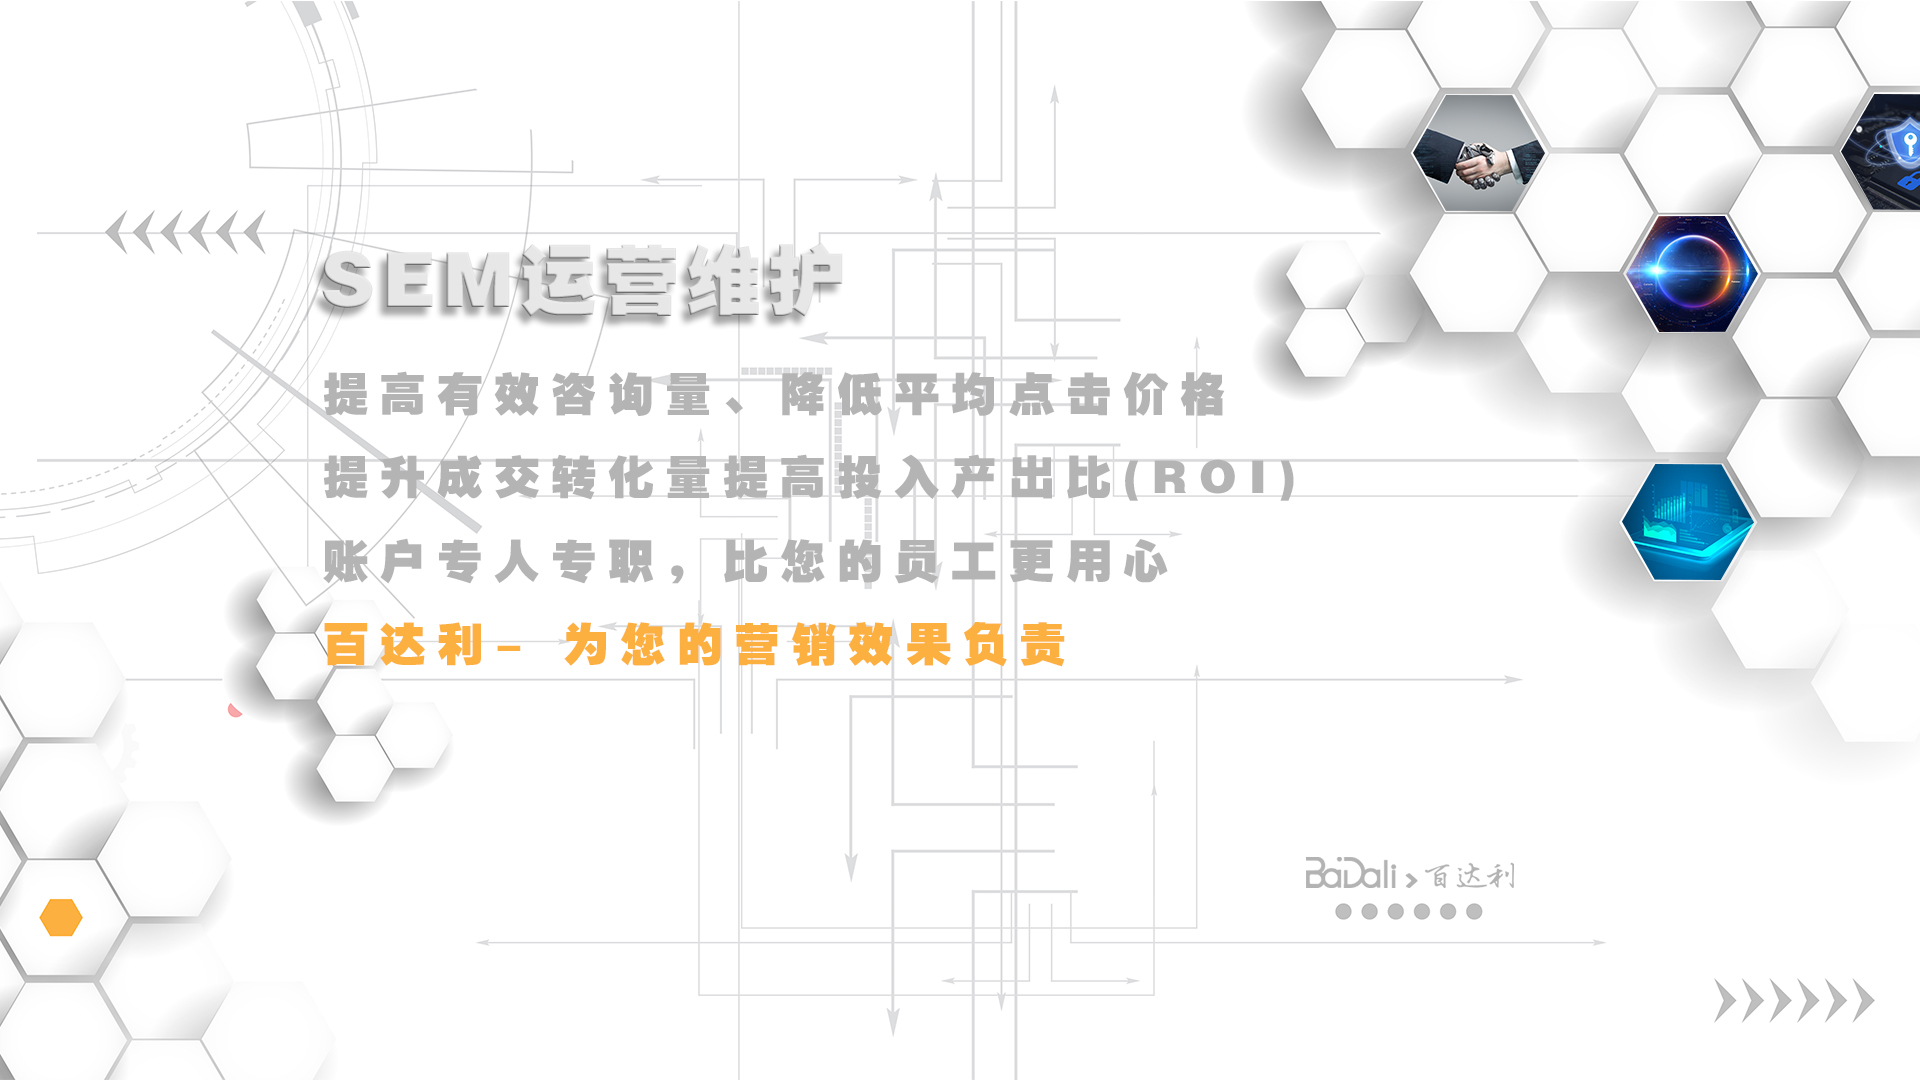 SEM运营维护
提高有效咨询量、降低平均点击价格
提升成交转化量提高投入产出比(ROI)
账户专人专职，比您的员工更用心
百达利– 为您的营销效果负责
BaiDali 百达利